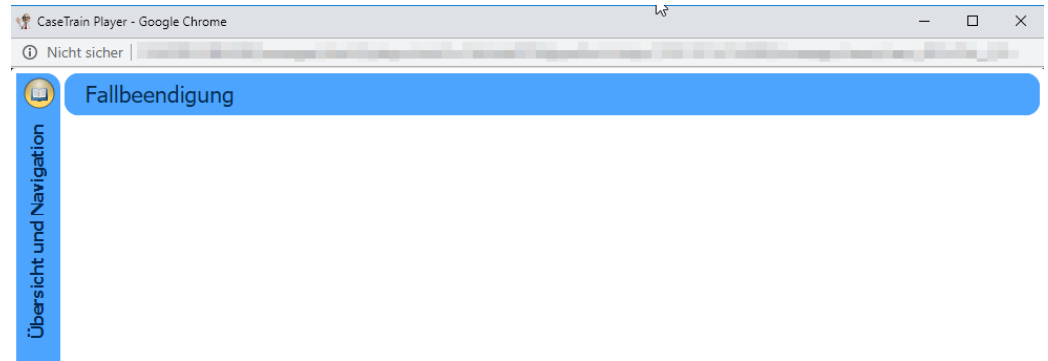 CaseTrain Player - Google Chrome
Nicht sicher
Fallbeendigung
Übersicht und Navigation